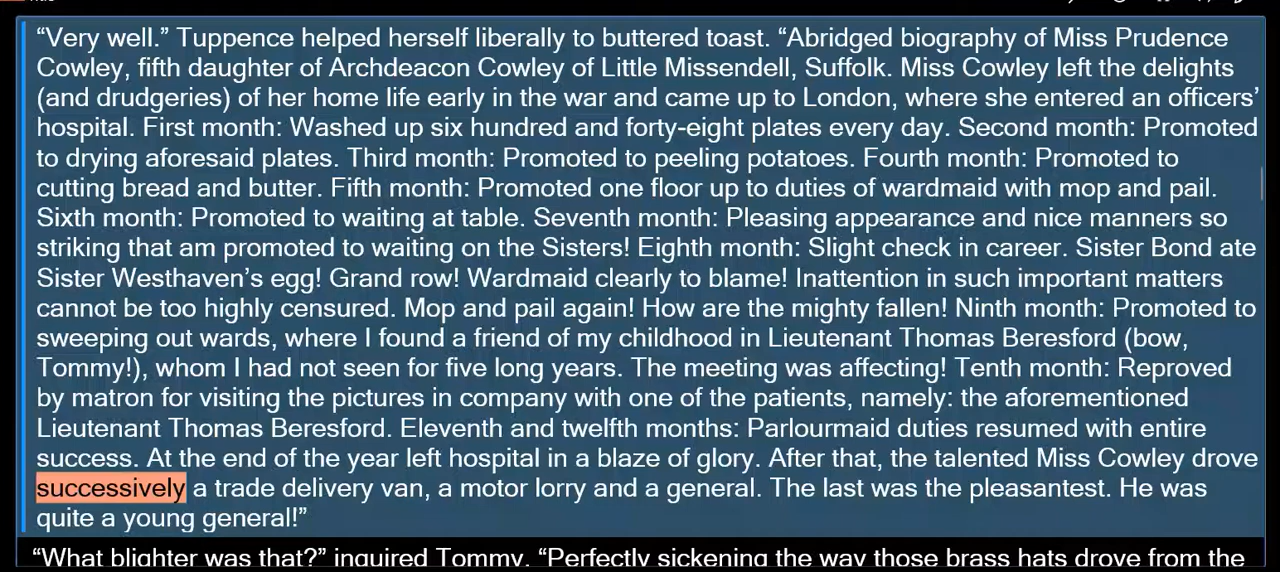 “Very well.” Tuppence helped herself liberally to buttered toast. “Abridged biography of Miss Prudence
Cowley, fifth daughter of Archdeacon Cowley of Little Missendell, Suffolk. Miss Cowley left the delights
(and drudgeries) of her home life early in the war and came up to London, where she entered an officers’
hospital. First month: Washed up six hundred and forty-eight plates every day. Second month: Promoted
to drying aforesaid plates. Third month: Promoted to peeling potatoes. Fourth month: Promoted to
cutting bread and butter. Fifth month: Promoted one floor up to duties of wardmaid with mop and pail.
Sixth month: Promoted to waiting at table. Seventh month: Pleasing appearance and nice manners so
striking that am promoted to waiting on the Sisters! Eighth month: Slight check in career. Sister Bond ate
Sister Westhaven’s egg! Grand row! Wardmaid clearly to blame! Inattention in such important matters
cannot be too highly censured. Mop and pail again! How are the mighty fallen! Ninth month: Promoted to
sweeping out wards, where I found a friend of my childhood in Lieutenant Thomas Beresford (bow,
Tommy!), whom I had not seen for five long years. The meeting was affecting! Tenth month: Reproved
by matron for visiting the pictures in company with one of the patients, namely: the aforementioned
Lieutenant Thomas Beresford. Eleventh and twelfth months: Parlourmaid duties resumed with entire
success. At the end of the year left hospital in a blaze of glory. After that, the talented Miss Cowley drove
successively a trade delivery van, a motor lorry and a general. The last was the pleasantest. He was
quite a young general!”
“What blighter was that?” inquired Tommy. “Perfectly sickening the way those brass hats drove from the